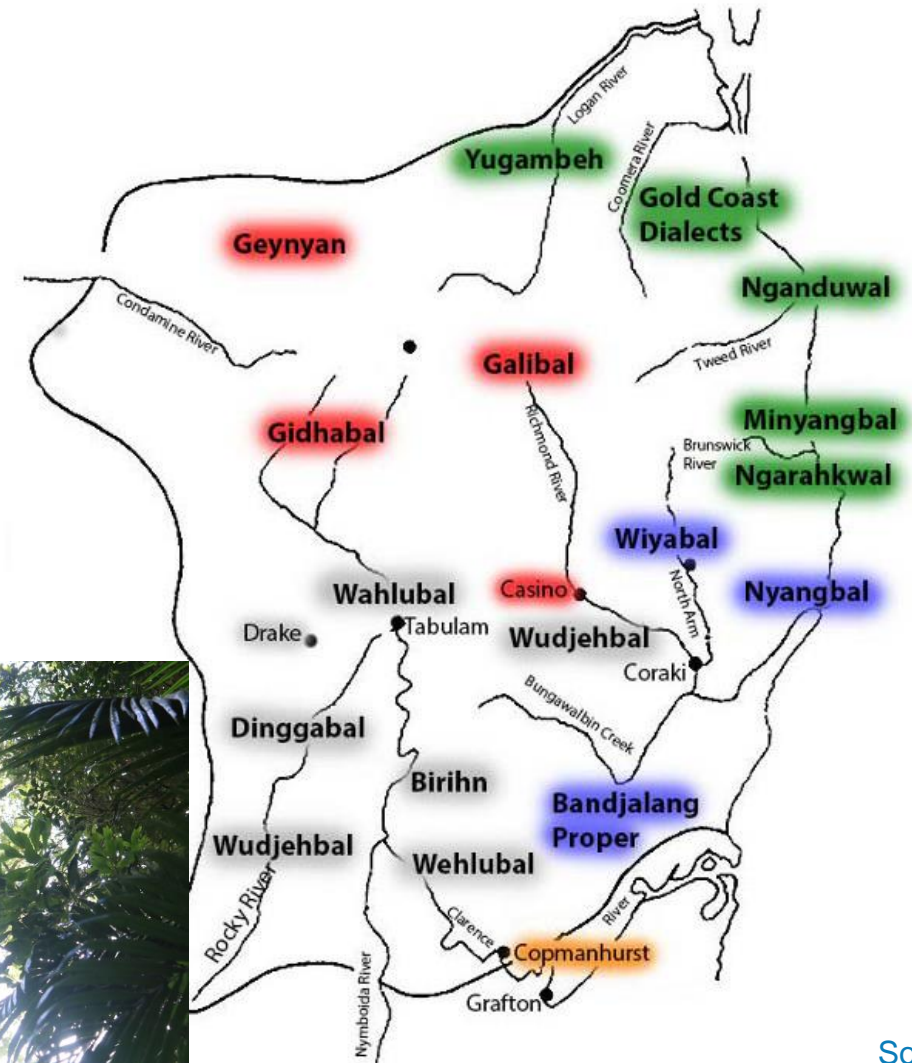 Logan River
Yugambeh
Coomera River
Gold Coast
Dialects
Geynyan
Nganduwal
Condamine River
Tweed River
Galibal
Richmond River
Minyangbal
Gidhabal
Brunswick
River
Ngarahkwal
Wiyabal
North Arm
Casino
Nyangbal
Wahlubal
Tabulam
Drake
Wudjehbal
Coraki
Bungawalbin Creek
Dinggabal
Birihn
Bandjalang
Proper
Wudjehbal
Wehlubal
Rocky River
Clarence
River
Copmanhurst
Nymboida River
Grafton
So